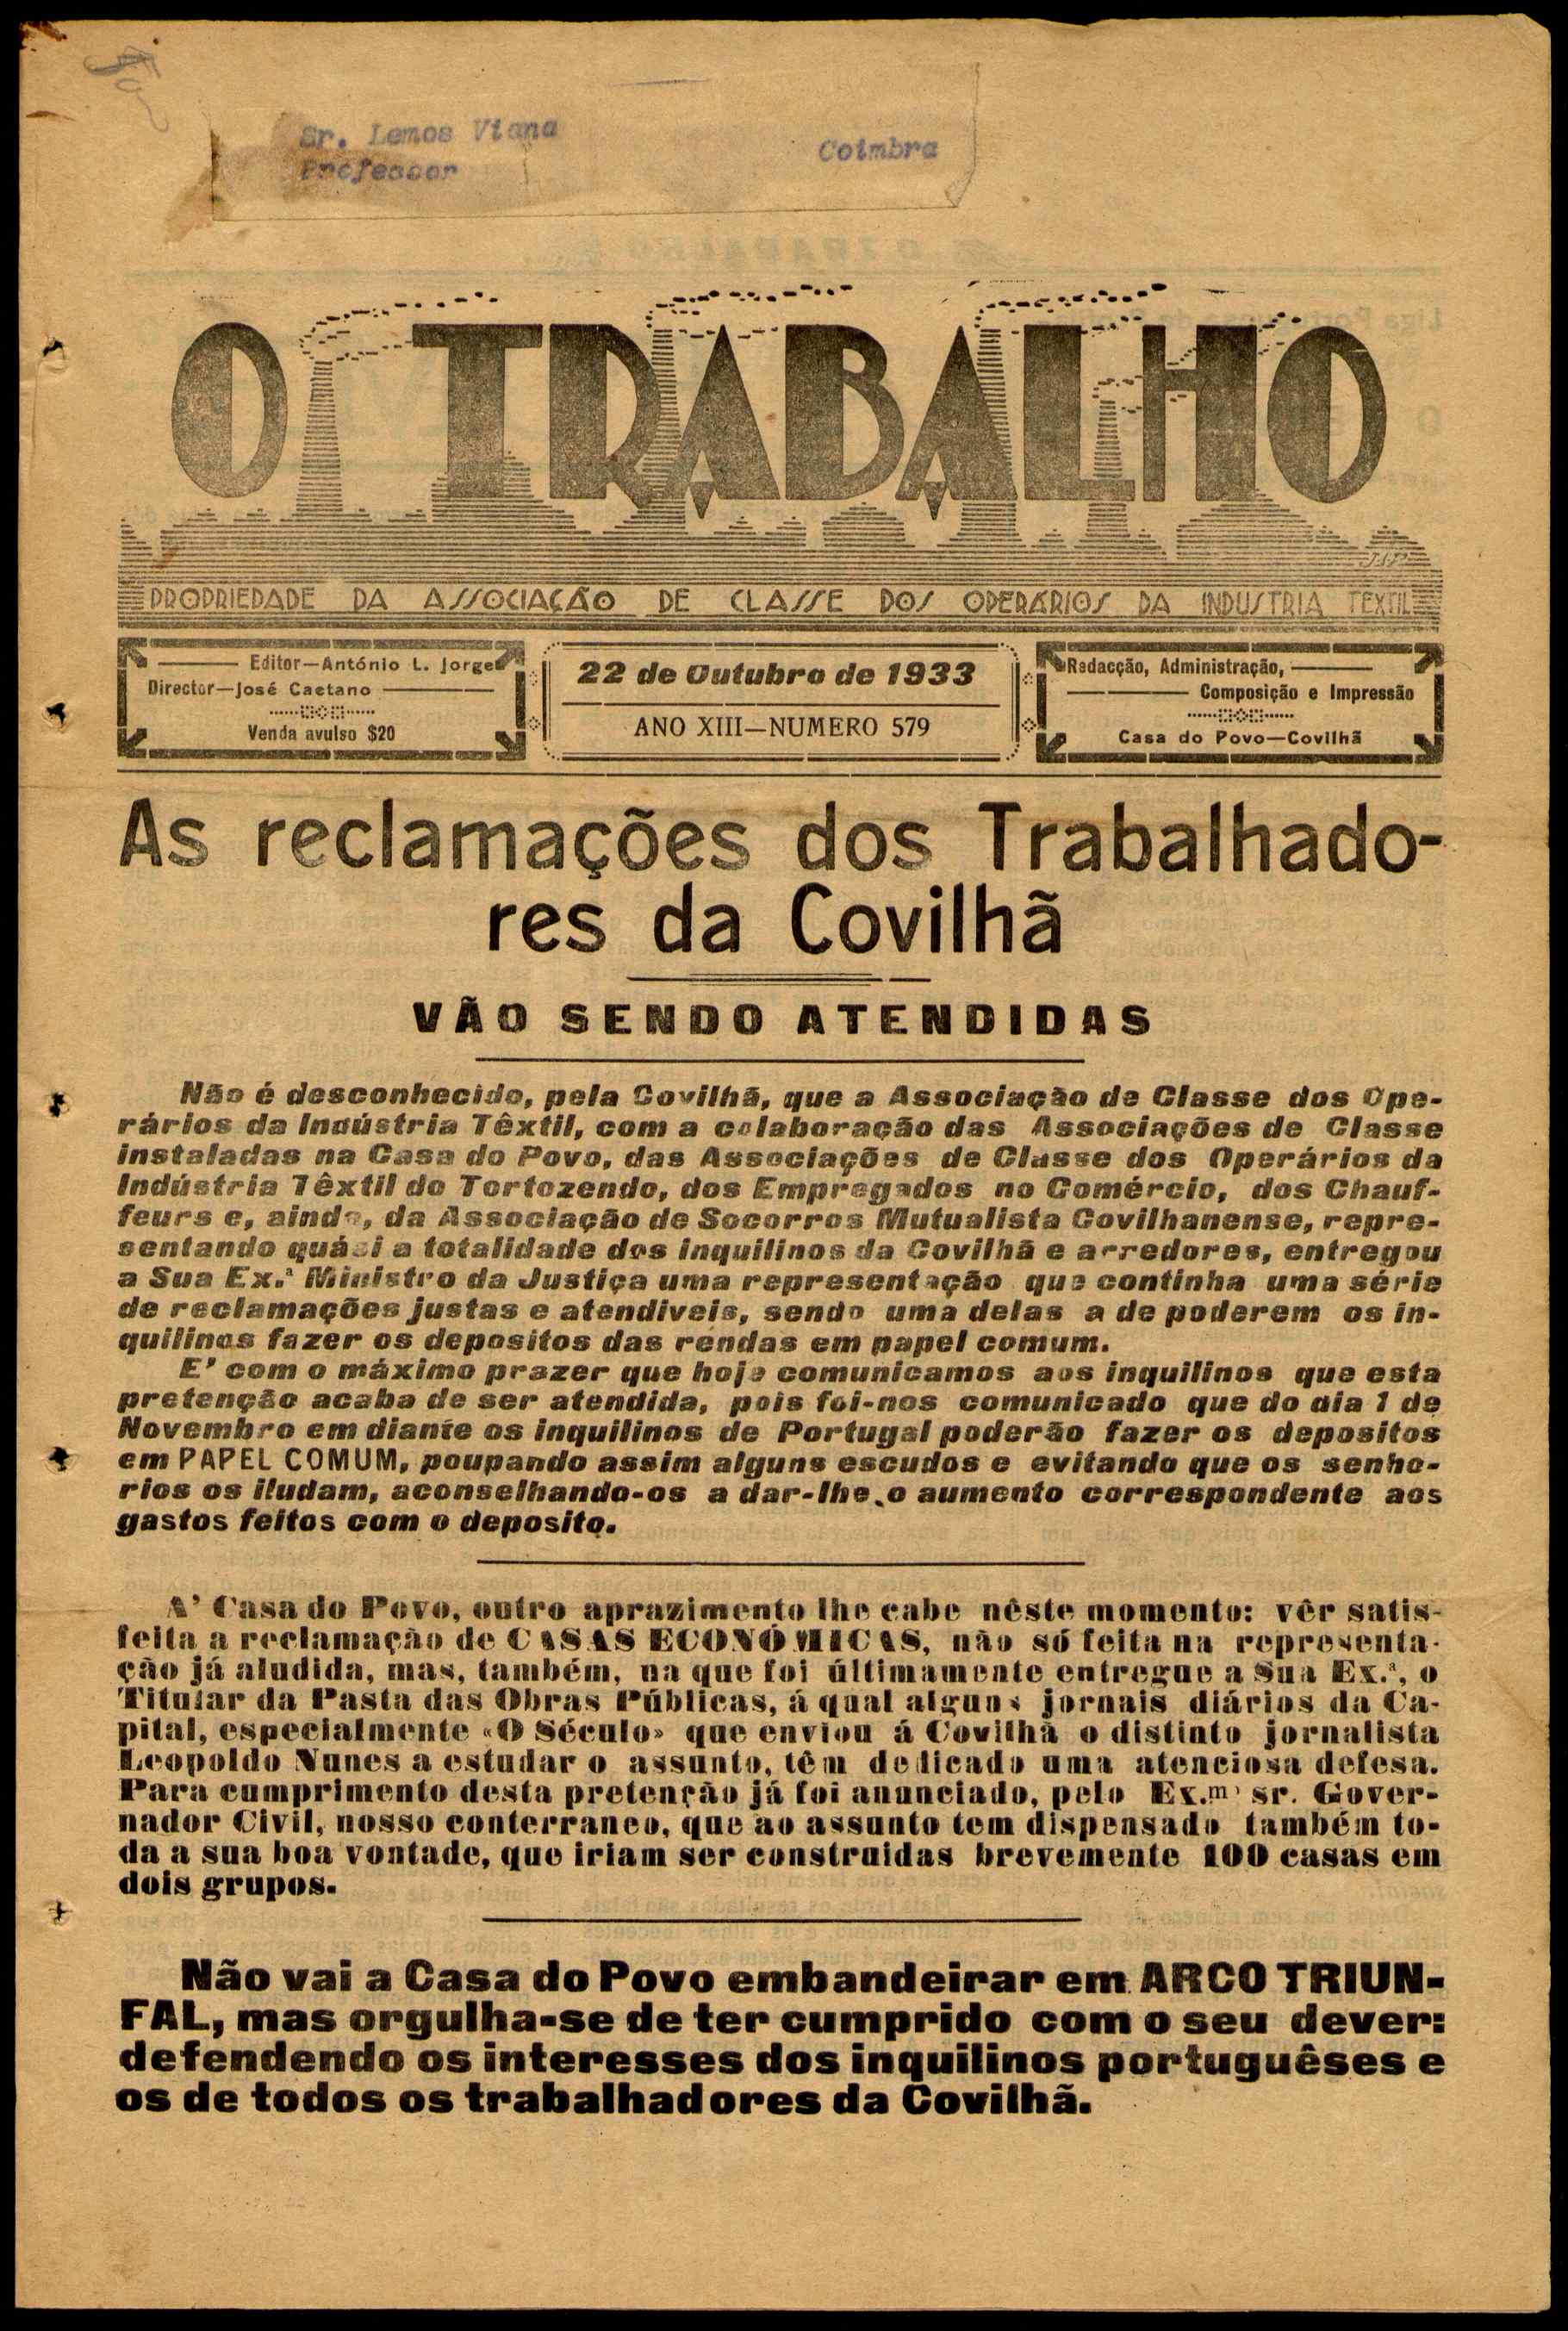 Sr. Lemos Viana
Professor
Coimbra
O TRABALHO
PROPRIEDADE DA ASSOCIAÇÃO DE CLASSE DOS OPERÁRIOS DA INDUSTRIA TEXTIL
Editor—António L. Jorge
Director—José Caetano
Venda avulso $20
22 de Outubro de 1933
ANO XIII—NUMERO 579
Redacção, Administração,
Composição e Impressão
Casa do Povo—Covilhã
As reclamações dos Trabalhado-
res da Covilhã
VÃO SENDO ATENDIDAS
Não é desconhecido, pela Covilhã, que a Associação de Classe dos Ope-
rários da Indústria Têxtil, com a colaboração das Associações de Classe
instaladas na Casa do Povo, das Associações de Classe dos Operários da
Indústria Têxtil do Tortozendo, dos Empregados no Comércio, dos Chauf-
feurs e, ainda, da Associação de Socorros Mutualista Covilhanense, repre-
sentando quási a totalidade dos inquilinos da Covilhã e arredores, entregou
a Sua Ex.ª Ministro da Justiça uma representação que continha uma série
de reclamações justas e atendiveis, sendo uma delas a de poderem os in-
quilinos fazer os depositos das rendas em papel comum.
E' com o máximo prazer que hoje comunicamos aos inquilinos que esta
pretenção acaba de ser atendida, pois foi-nos comunicado que do dia 1 de
Novembro em diante os inquilinos de Portugal poderão fazer os depositos
em PAPEL COMUM, poupando assim alguns escudos e evitando que os senho-
rios os iludam, aconselhando-os a dar-lhe o aumento correspondente aos
gastos feitos com o deposito.
A' Casa do Povo, outro aprazimento lhe cabe nêste momento: vêr satis-
feita a reclamação de CASAS ECONÓMICAS, não só feita na representa-
ção já aludida, mas, também, na que foi últimamente entregue a Sua Ex.ª, o
Titular da Pasta das Obras Públicas, á qual alguns jornais diários da Ca-
pital, especialmente «O Século» que enviou á Covilhã o distinto jornalista
Leopoldo Nunes a estudar o assunto, têm dedicado uma atenciosa defesa.
Para cumprimento desta pretenção já foi anunciado, pelo Ex.mº sr. Gover-
nador Civil, nosso conterraneo, que ao assunto tem dispensado também to-
da a sua boa vontade, que iriam ser construidas brevemente 100 casas em
dois grupos.
Não vai a Casa do Povo embandeirar em ARCO TRIUN-
FAL, mas orgulha-se de ter cumprido com o seu dever:
defendendo os interesses dos inquilinos portuguêses e
os de todos os trabalhadores da Covilhã.